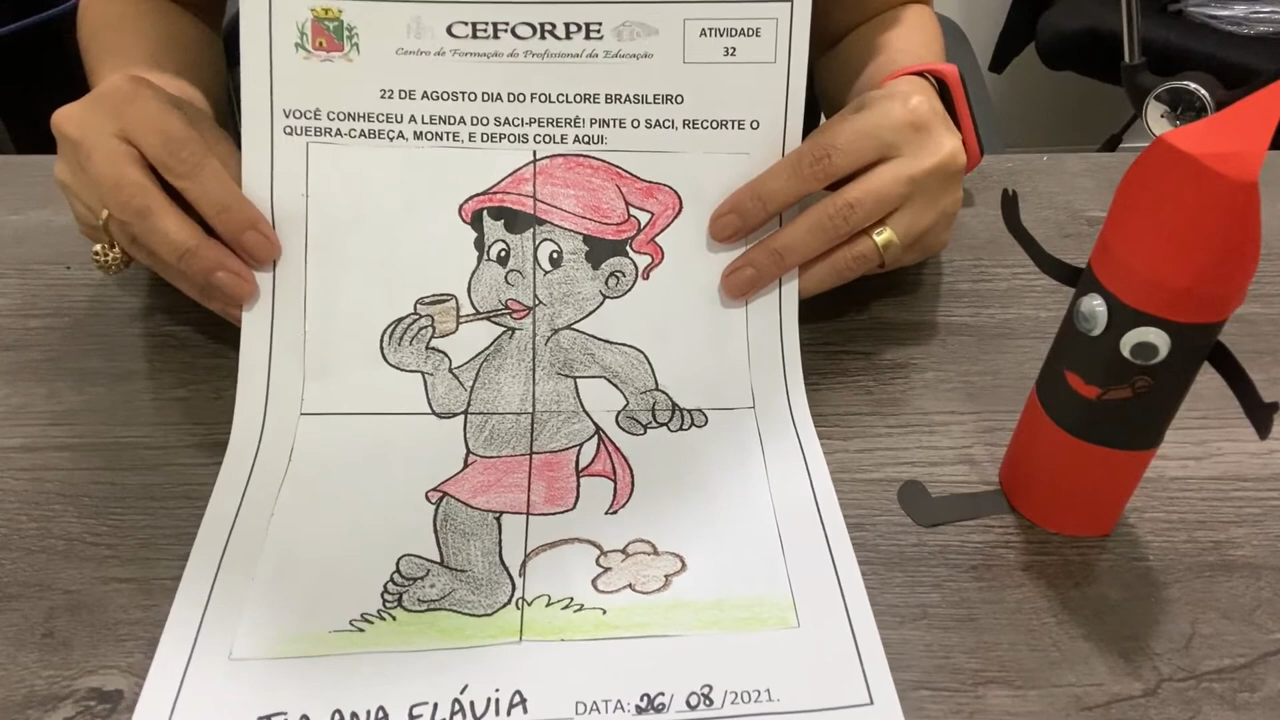 CEFORPE
Centro de Formação do Profissional da Educação
ATIVIDADE
32
22 DE AGOSTO DIA DO FOLCLORE BRASILEIRO
VOCÊ CONHECEU A LENDA DO SACI-PERERÊ! PINTE O SACI, RECORTE O
QUEBRA-CABEÇA, MONTE, E DEPOIS COLE AQUI:
TIA ANA FLÁVIA DATA: 26/ 08 /2021.